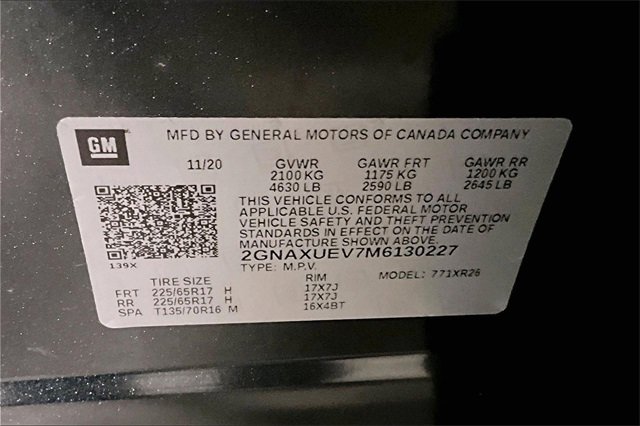 GM
MFD BY GENERAL MOTORS OF CANADA COMPANY
11/20 GVWR GAWR FRT GAWR RR
2100 KG 1175 KG 1200 KG
4630 LB 2590 LB 2645 LB
THIS VEHICLE CONFORMS TO ALL
APPLICABLE U.S. FEDERAL MOTOR
VEHICLE SAFETY AND THEFT PREVENTION
STANDARDS IN EFFECT ON THE DATE OF
MANUFACTURE SHOWN ABOVE.
2GNAXUEV7M6130227
139X TYPE: M.P.V. MODEL: 771XR26
TIRE SIZE RIM
FRT 225/65R17 H 17X7J
RR 225/65R17 H 17X7J
SPA T135/70R16 M 16X4BT